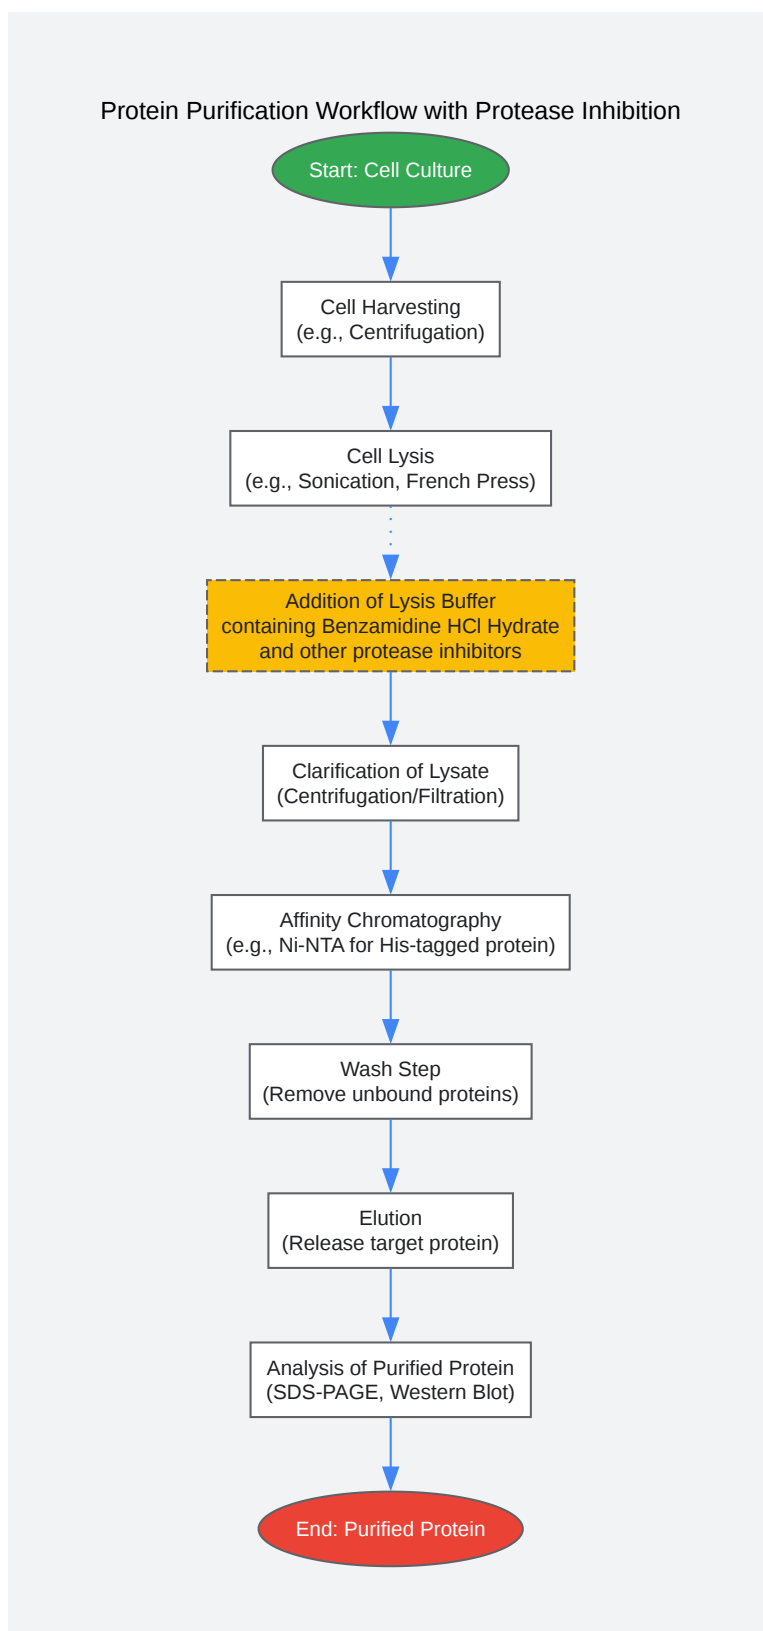 Protein Purification Workflow with Protease Inhibition
Start: Cell Culture
Cell Harvesting
(e.g., Centrifugation)
Cell Lysis
(e.g., Sonication, French Press)
Addition of Lysis Buffer
containing Benzamidine HCl Hydrate
and other protease inhibitors
Clarification of Lysate
(Centrifugation/Filtration)
Affinity Chromatography
(e.g., Ni-NTA for His-tagged protein)
Wash Step
(Remove unbound proteins)
Elution
(Release target protein)
Analysis of Purified Protein
(SDS-PAGE, Western Blot)
End: Purified Protein